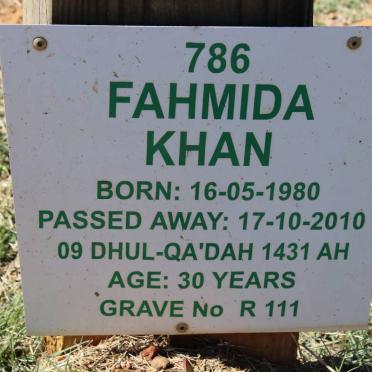 786
FAHMIDA
KHAN
BORN: 16-05-1980
PASSED AWAY: 17-10-2010
09 DHUL-QA'DAH 1431 AH
AGE: 30 YEARS
GRAVE No R 111